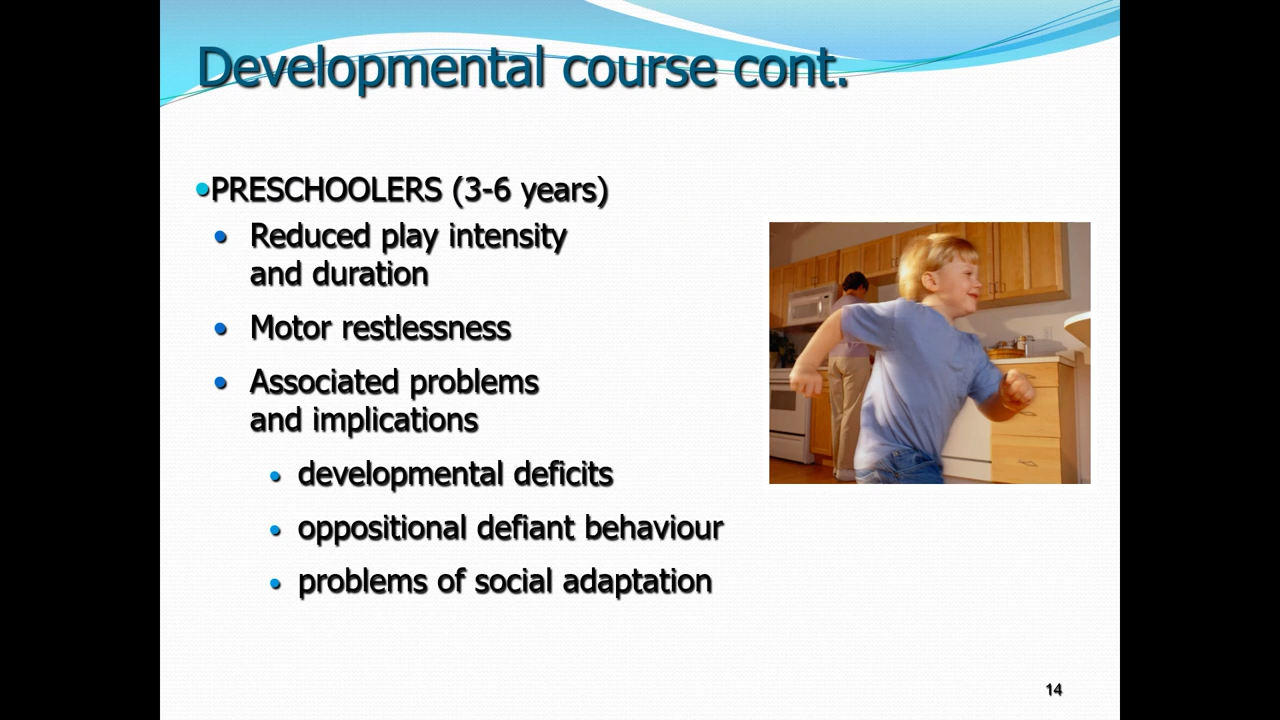 Developmental course cont.
•PRESCHOOLERS (3-6 years)
• Reduced play intensity
and duration
• Motor restlessness
• Associated problems
and implications
• developmental deficits
• oppositional defiant behaviour
• problems of social adaptation
14